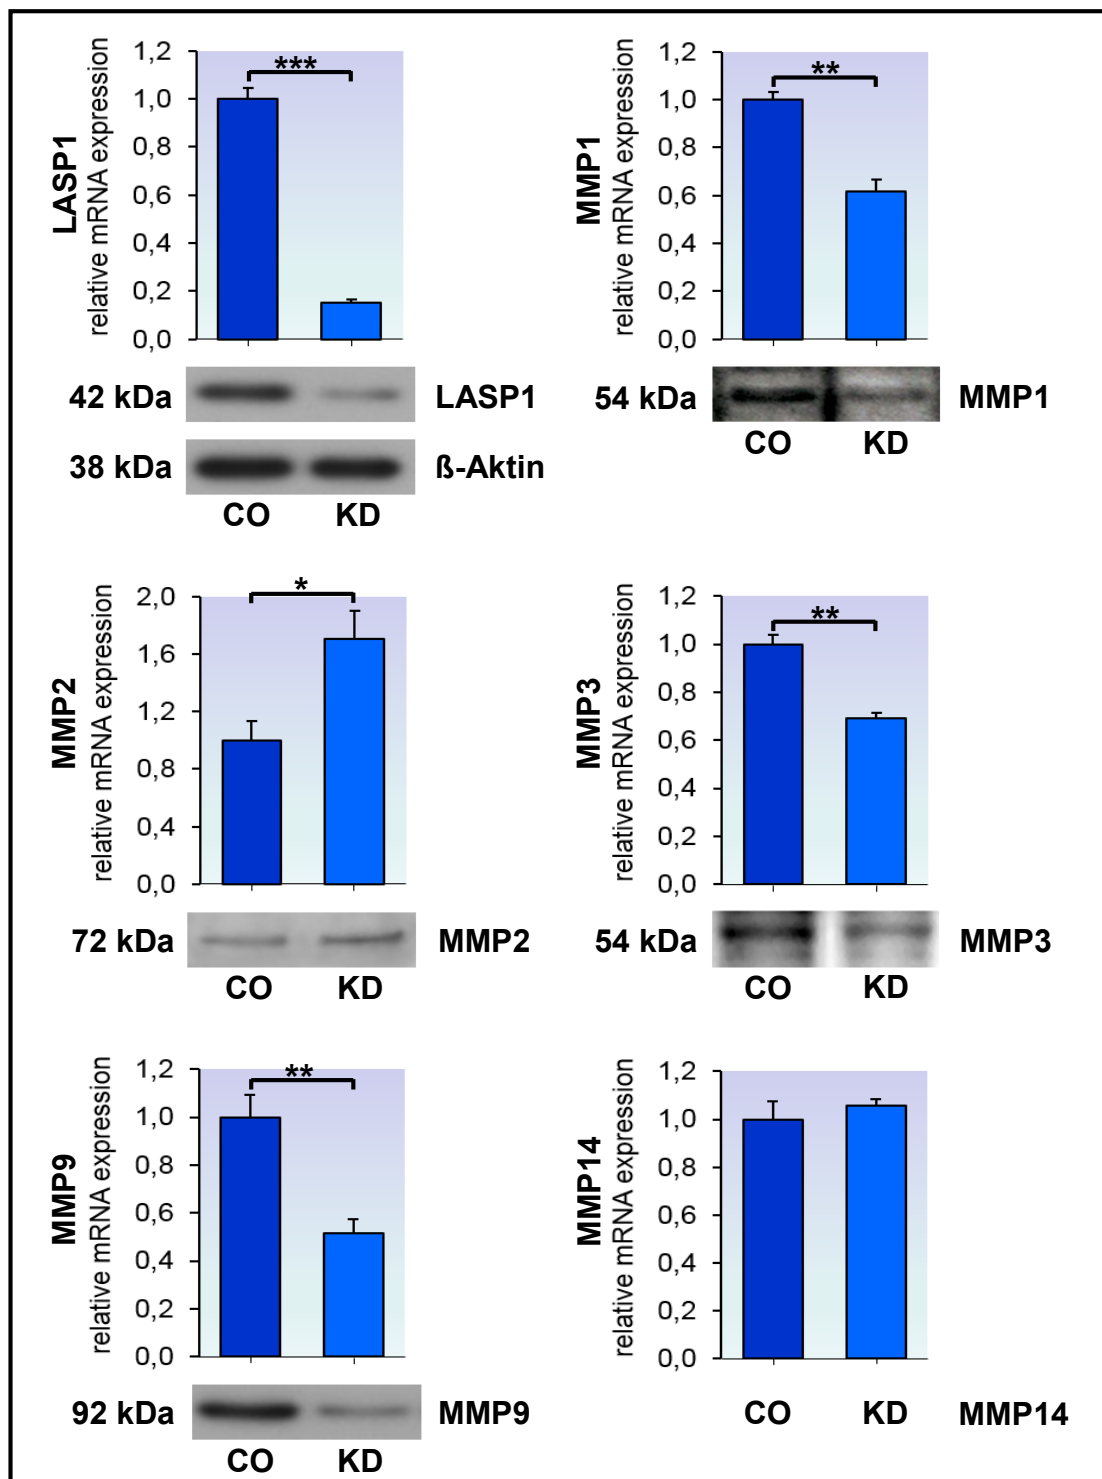 LASP1
relative mRNA expression
1,2
1,0
0,8
0,6
0,4
0,2
0,0
***
42 kDa
LASP1
38 kDa
ß-Aktin
CO KD
MMP1
relative mRNA expression
1,2
1,0
0,8
0,6
0,4
0,2
0,0
**
54 kDa
MMP1
CO KD
MMP2
relative mRNA expression
2,0
1,6
1,2
0,8
0,4
0,0
*
72 kDa
MMP2
CO KD
MMP3
relative mRNA expression
1,2
1,0
0,8
0,6
0,4
0,2
0,0
**
54 kDa
MMP3
CO KD
MMP9
relative mRNA expression
1,2
1,0
0,8
0,6
0,4
0,2
0,0
**
92 kDa
MMP9
CO KD
MMP14
relative mRNA expression
1,2
1,0
0,8
0,6
0,4
0,2
0,0
CO KD MMP14